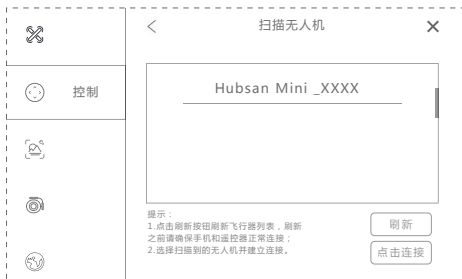 扫描无人机
控制
Hubsan Mini _XXXX
提示：
1.点击刷新按钮刷新飞行器列表，刷新
之前请确保手机和遥控器正常连接；
2.选择扫描到的无人机并建立连接。
刷新
点击连接